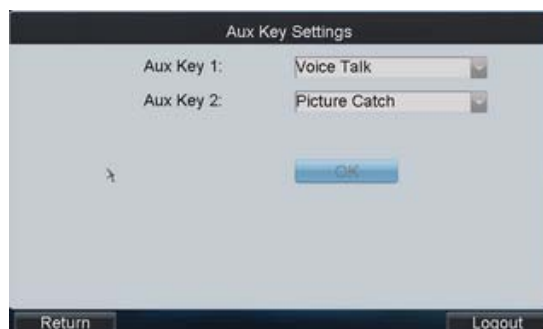 Aux Key Settings
Aux Key 1: Voice Talk
Aux Key 2: Picture Catch
OK
Return Logout